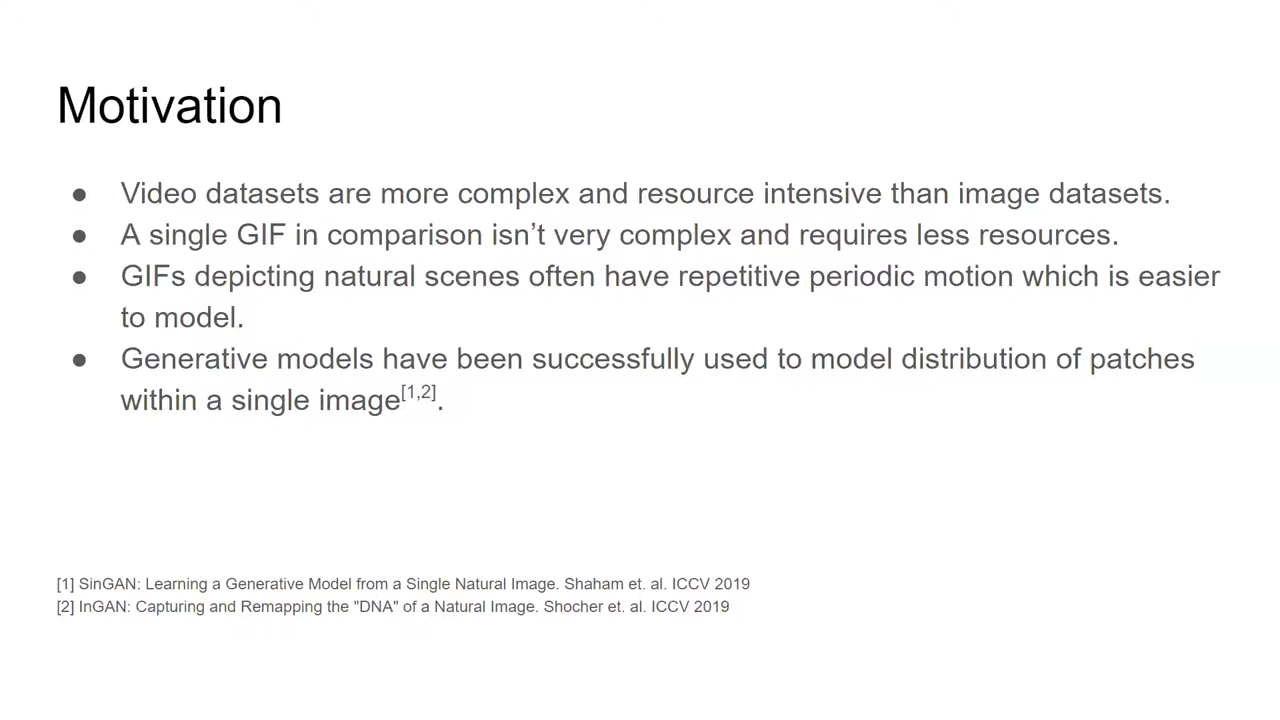 Motivation
● Video datasets are more complex and resource intensive than image datasets.
● A single GIF in comparison isn’t very complex and requires less resources.
● GIFs depicting natural scenes often have repetitive periodic motion which is easier
to model.
● Generative models have been successfully used to model distribution of patches
within a single image[1,2].
[1] SinGAN: Learning a Generative Model from a Single Natural Image. Shaham et. al. ICCV 2019
[2] InGAN: Capturing and Remapping the "DNA" of a Natural Image. Shocher et. al. ICCV 2019